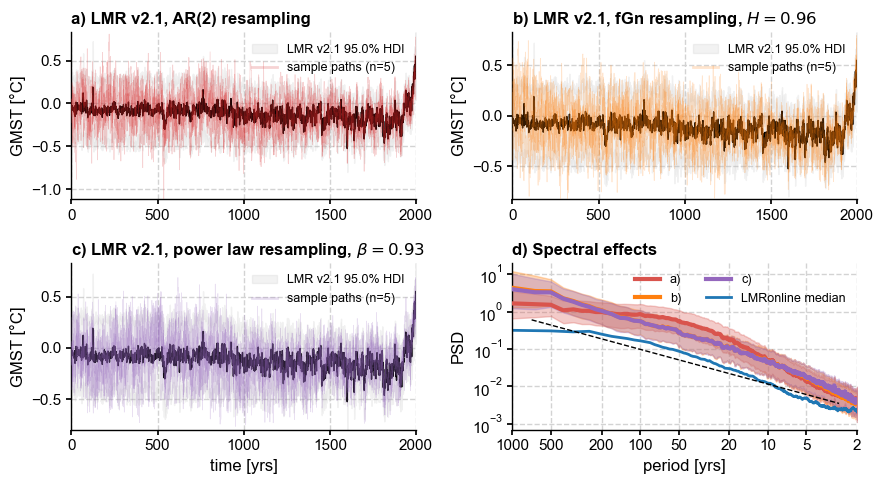 a) LMR v2.1, AR(2) resampling
LMR v2.1 95.0% HDI
sample paths (n=5)
GMST [°C]
0.5
0.0
−0.5
−1.0
0
500
1000
1500
2000
b) LMR v2.1, fGn resampling, H = 0.96
LMR v2.1 95.0% HDI
sample paths (n=5)
GMST [°C]
0.5
0.0
−0.5
0
500
1000
1500
2000
c) LMR v2.1, power law resampling, β = 0.93
LMR v2.1 95.0% HDI
sample paths (n=5)
GMST [°C]
0.5
0.0
−0.5
0
500
1000
1500
2000
time [yrs]
d) Spectral effects
a)
b)
c)
LMRonline median
PSD
10¹
10⁰
10⁻¹
10⁻²
10⁻³
1000
500
200
100
50
20
10
5
2
period [yrs]